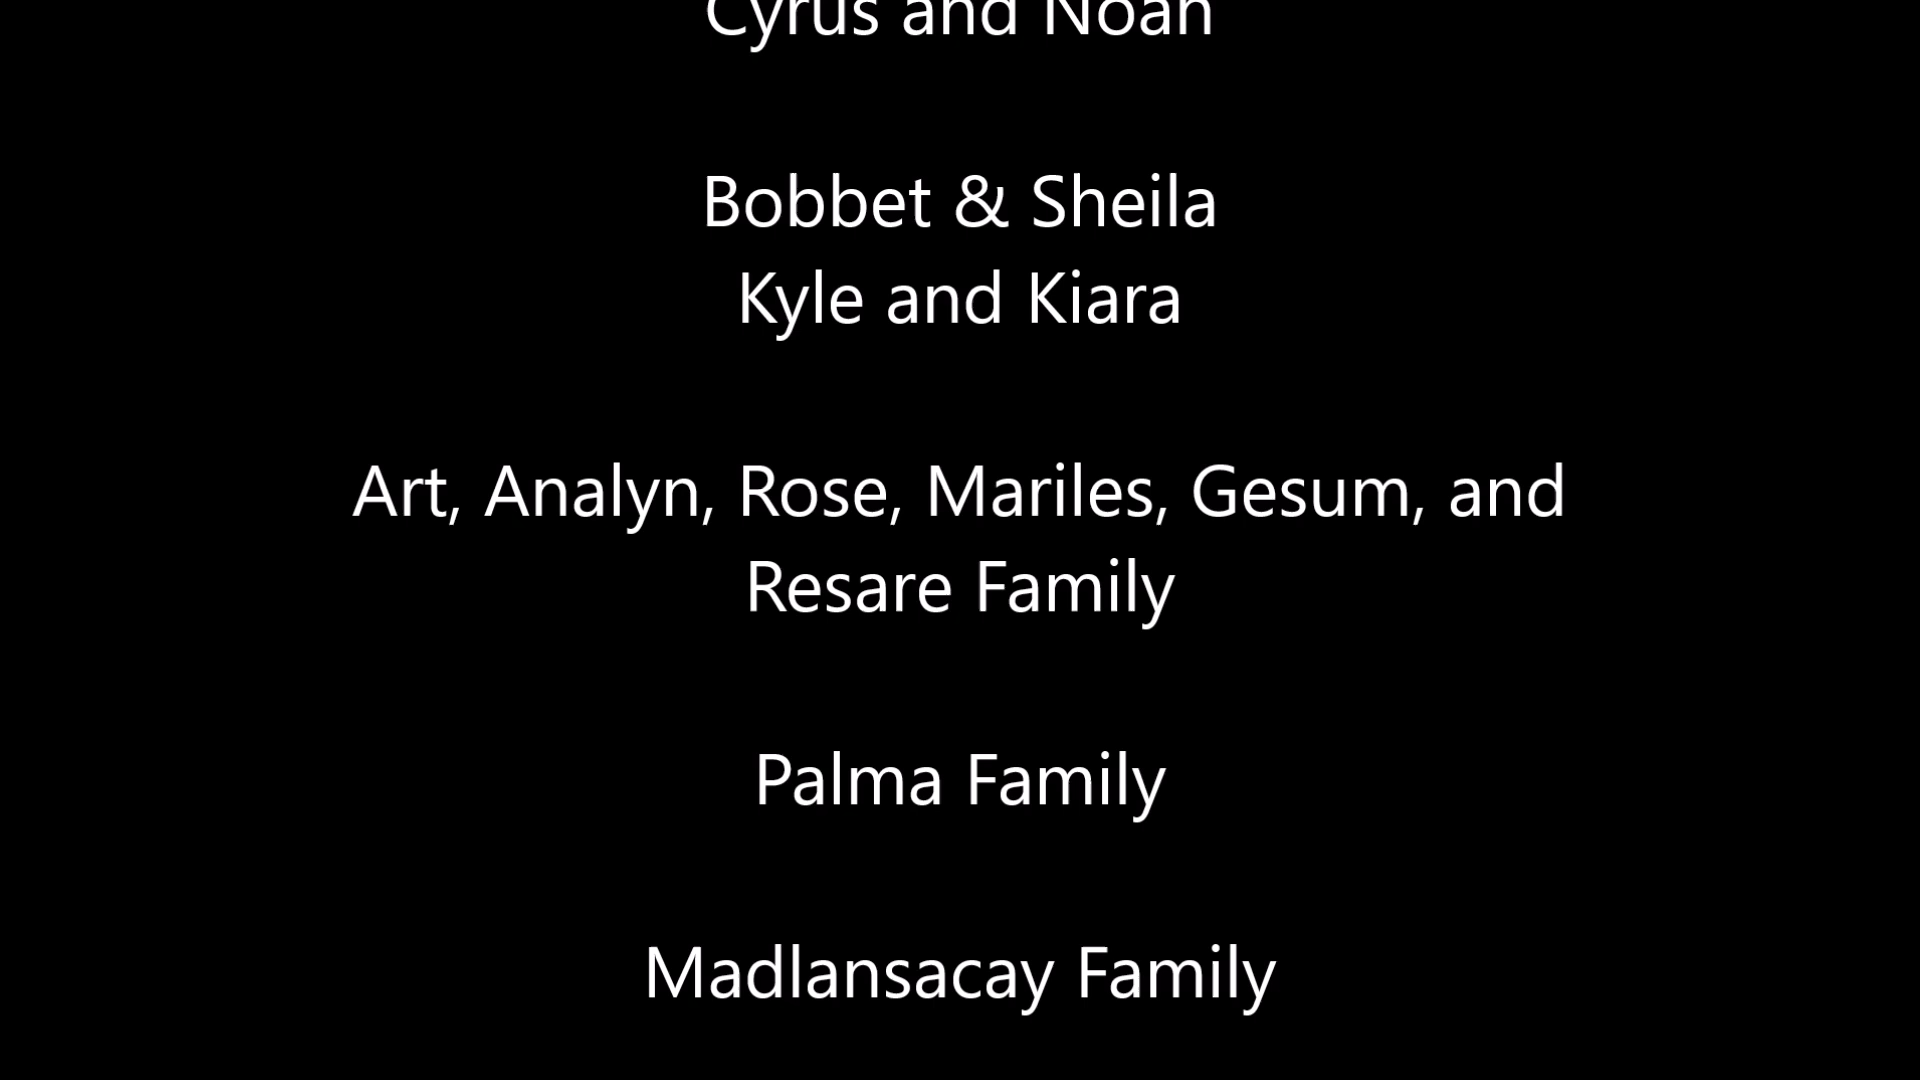 Cyrus and Noah
Bobbet & Sheila
Kyle and Kiara
Art, Analyn, Rose, Mariles, Gesum, and
Resare Family
Palma Family
Madlansacay Family